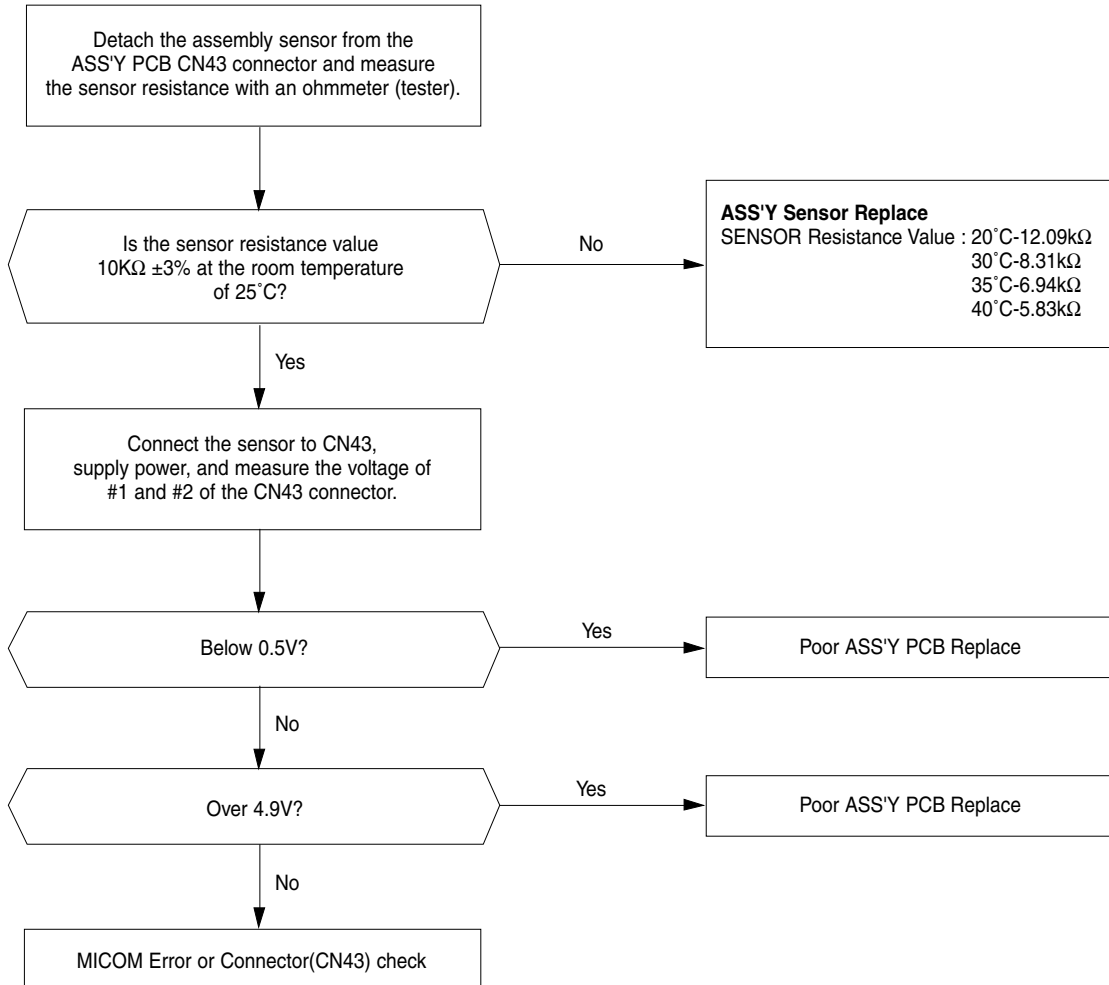 Detach the assembly sensor from the
ASS'Y PCB CN43 connector and measure
the sensor resistance with an ohmmeter (tester).
Is the sensor resistance value
10KΩ ±3% at the room temperature
of 25˚C?
No
ASS'Y Sensor Replace
SENSOR Resistance Value : 20˚C-12.09kΩ
30˚C-8.31kΩ
35˚C-6.94kΩ
40˚C-5.83kΩ
Yes
Connect the sensor to CN43,
supply power, and measure the voltage of
#1 and #2 of the CN43 connector.
Below 0.5V?
Yes
Poor ASS'Y PCB Replace
No
Over 4.9V?
Yes
Poor ASS'Y PCB Replace
No
MICOM Error or Connector(CN43) check